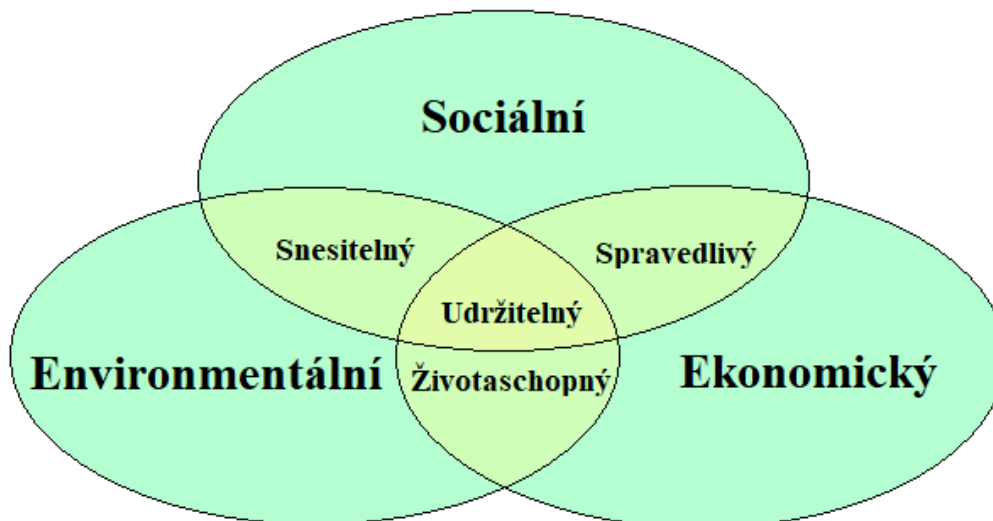 Sociální
Snesitelný
Spravedlivý
Udržitelný
Environmentální
Životaschopný
Ekonomický